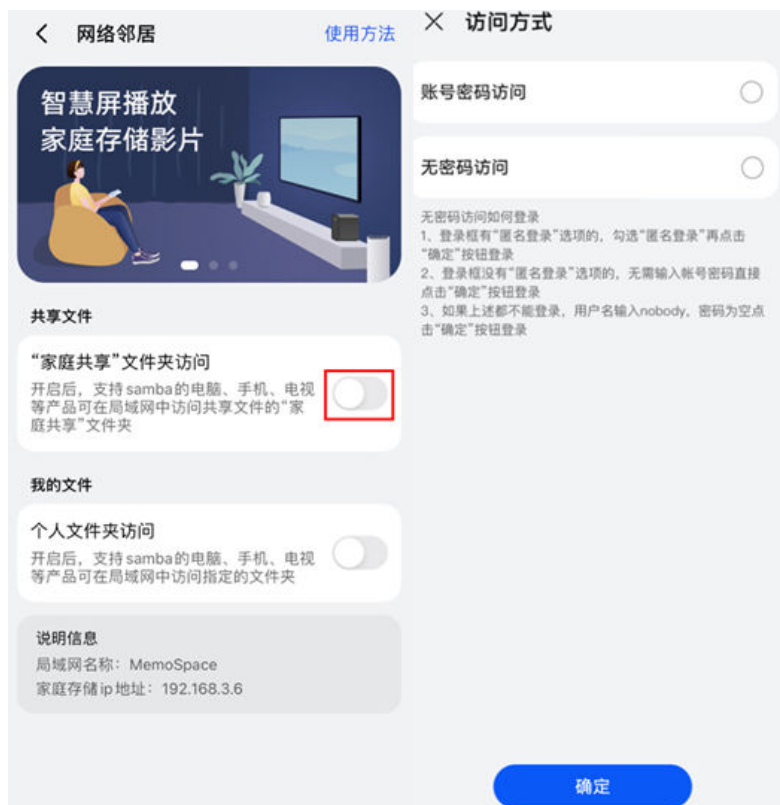 网络邻居
使用方法
智慧屏播放
家庭存储影片
共享文件
“家庭共享”文件夹访问
开启后，支持samba的电脑、手机、电视
等产品可在局域网中访问共享文件的“家
庭共享”文件夹
我的文件
个人文件夹访问
开启后，支持samba的电脑、手机、电视
等产品可在局域网中访问指定的文件夹
说明信息
局域网名称：MemoSpace
家庭存储ip地址：192.168.3.6
访问方式
账号密码访问
无密码访问
无密码访问如何登录
1、登录框有“匿名登录”选项的，勾选“匿名登录”再点击
“确定”按钮登录
2、登录框没有“匿名登录”选项的，无需输入帐号密码直接
点击“确定”按钮登录
3、如果上述都不能登录，用户名输入nobody，密码为空点
击“确定”按钮登录
确定